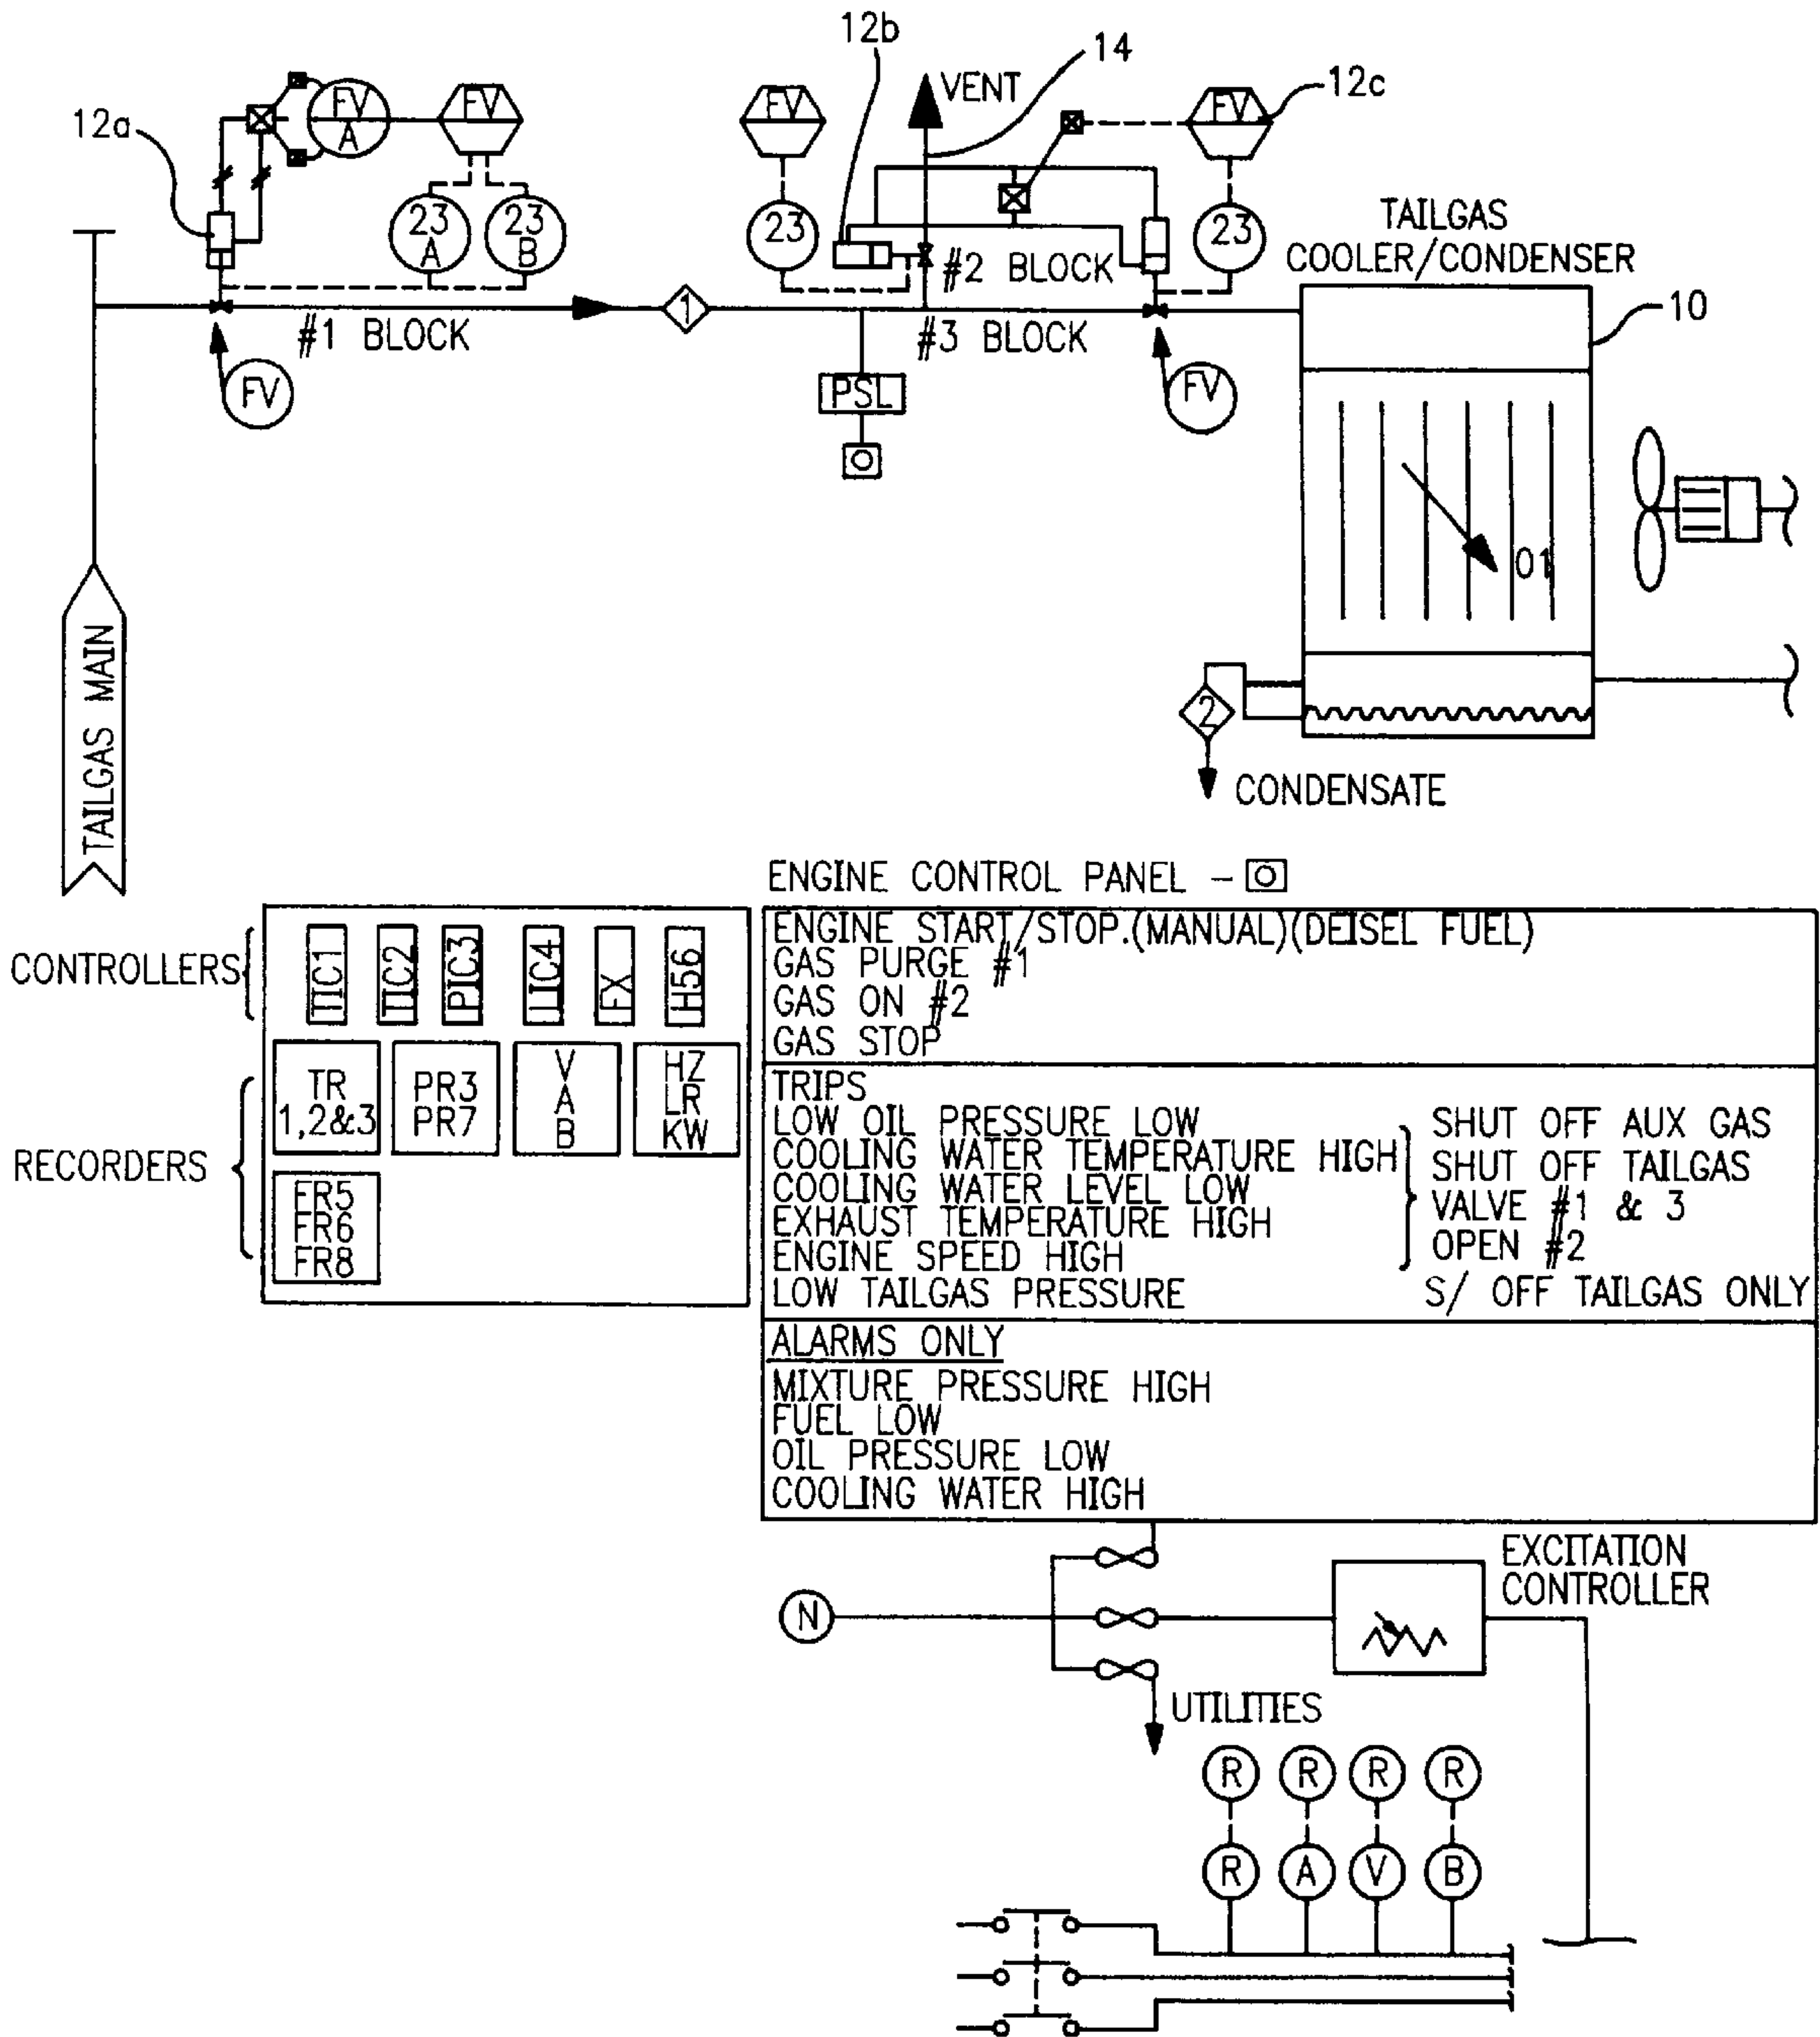 12b
14
12a
FV
A
FV
FV
VENT
FV
12c
23
A
23
B
23
23
#2 BLOCK
TAILGAS
COOLER/CONDENSER
#1 BLOCK
1
#3 BLOCK
10
FV
PSL
FV
01
TAILGAS MAIN
2
CONDENSATE
ENGINE CONTROL PANEL -
CONTROLLERS
TIC1
TIC2
PIC3
LIC4
FX
H56
RECORDERS
TR
1,2&3
PR3
PR7
V
A
B
HZ
LR
KW
FR5
FR6
FR8
ENGINE START/STOP.(MANUAL)(DEISEL FUEL)
GAS PURGE #1
GAS ON #2
GAS STOP
TRIPS
LOW OIL PRESSURE LOW
COOLING WATER TEMPERATURE HIGH
COOLING WATER LEVEL LOW
EXHAUST TEMPERATURE HIGH
ENGINE SPEED HIGH
LOW TAILGAS PRESSURE
SHUT OFF AUX GAS
SHUT OFF TAILGAS
VALVE #1 & 3
OPEN #2
S/ OFF TAILGAS ONLY
ALARMS ONLY
MIXTURE PRESSURE HIGH
FUEL LOW
OIL PRESSURE LOW
COOLING WATER HIGH
N
EXCITATION
CONTROLLER
UTILITIES
R R R R
R A V B